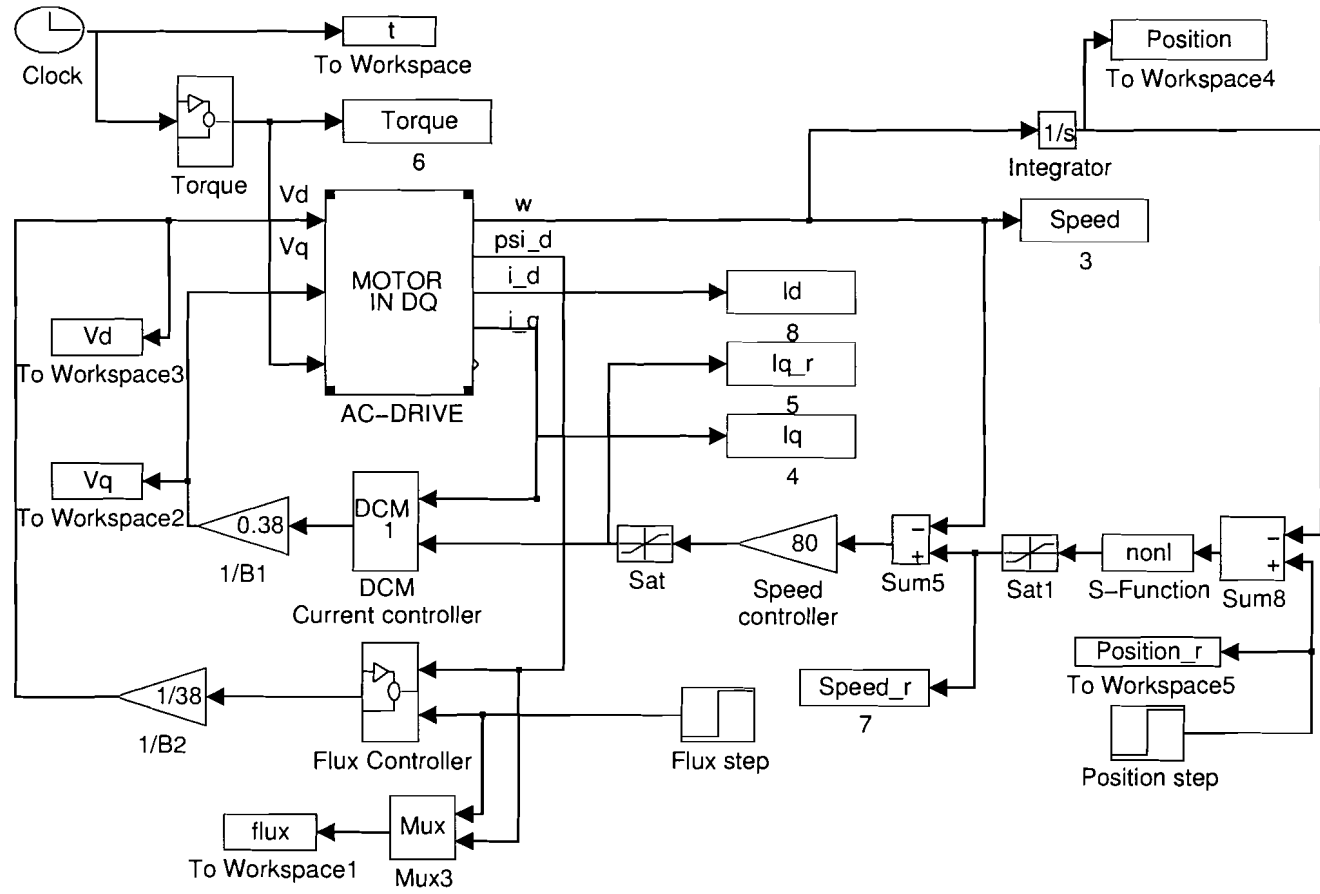 t
To Workspace
Clock
Position
To Workspace4
Torque
6
Torque
1/s
Integrator
Vd
Vq
w
psi_d
i_d
i_q
MOTOR
IN DQ
AC-DRIVE
Speed
3
Id
8
Iq_r
5
Iq
4
Vd
To Workspace3
Vq
To Workspace2
0.38
1/B1
DCM
1
DCM
Current controller
Sat
80
Speed
controller
−
+
Sum5
Sat1
nonl
S-Function
−
+
Sum8
Position_r
To Workspace5
Speed_r
7
1/38
1/B2
Flux Controller
Flux step
Position step
flux
To Workspace1
Mux
Mux3